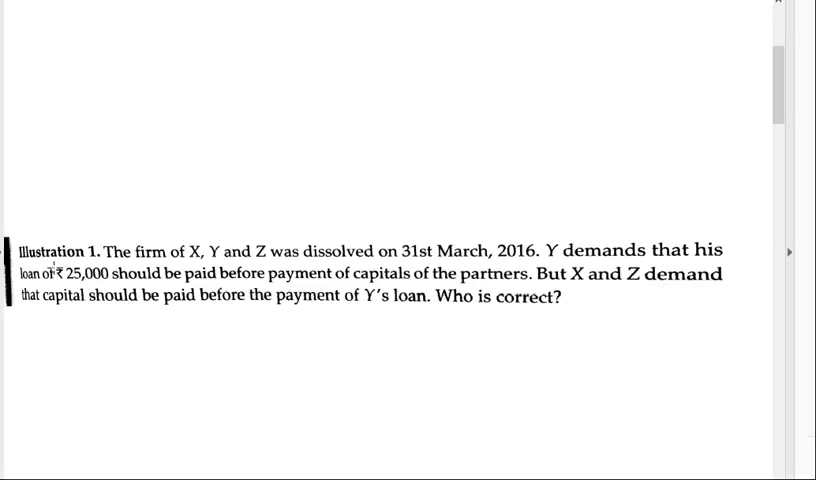 Illustration 1. The firm of X, Y and Z was dissolved on 31st March, 2016. Y demands that his
loan of ₹ 25,000 should be paid before payment of capitals of the partners. But X and Z demand
that capital should be paid before the payment of Y's loan. Who is correct?